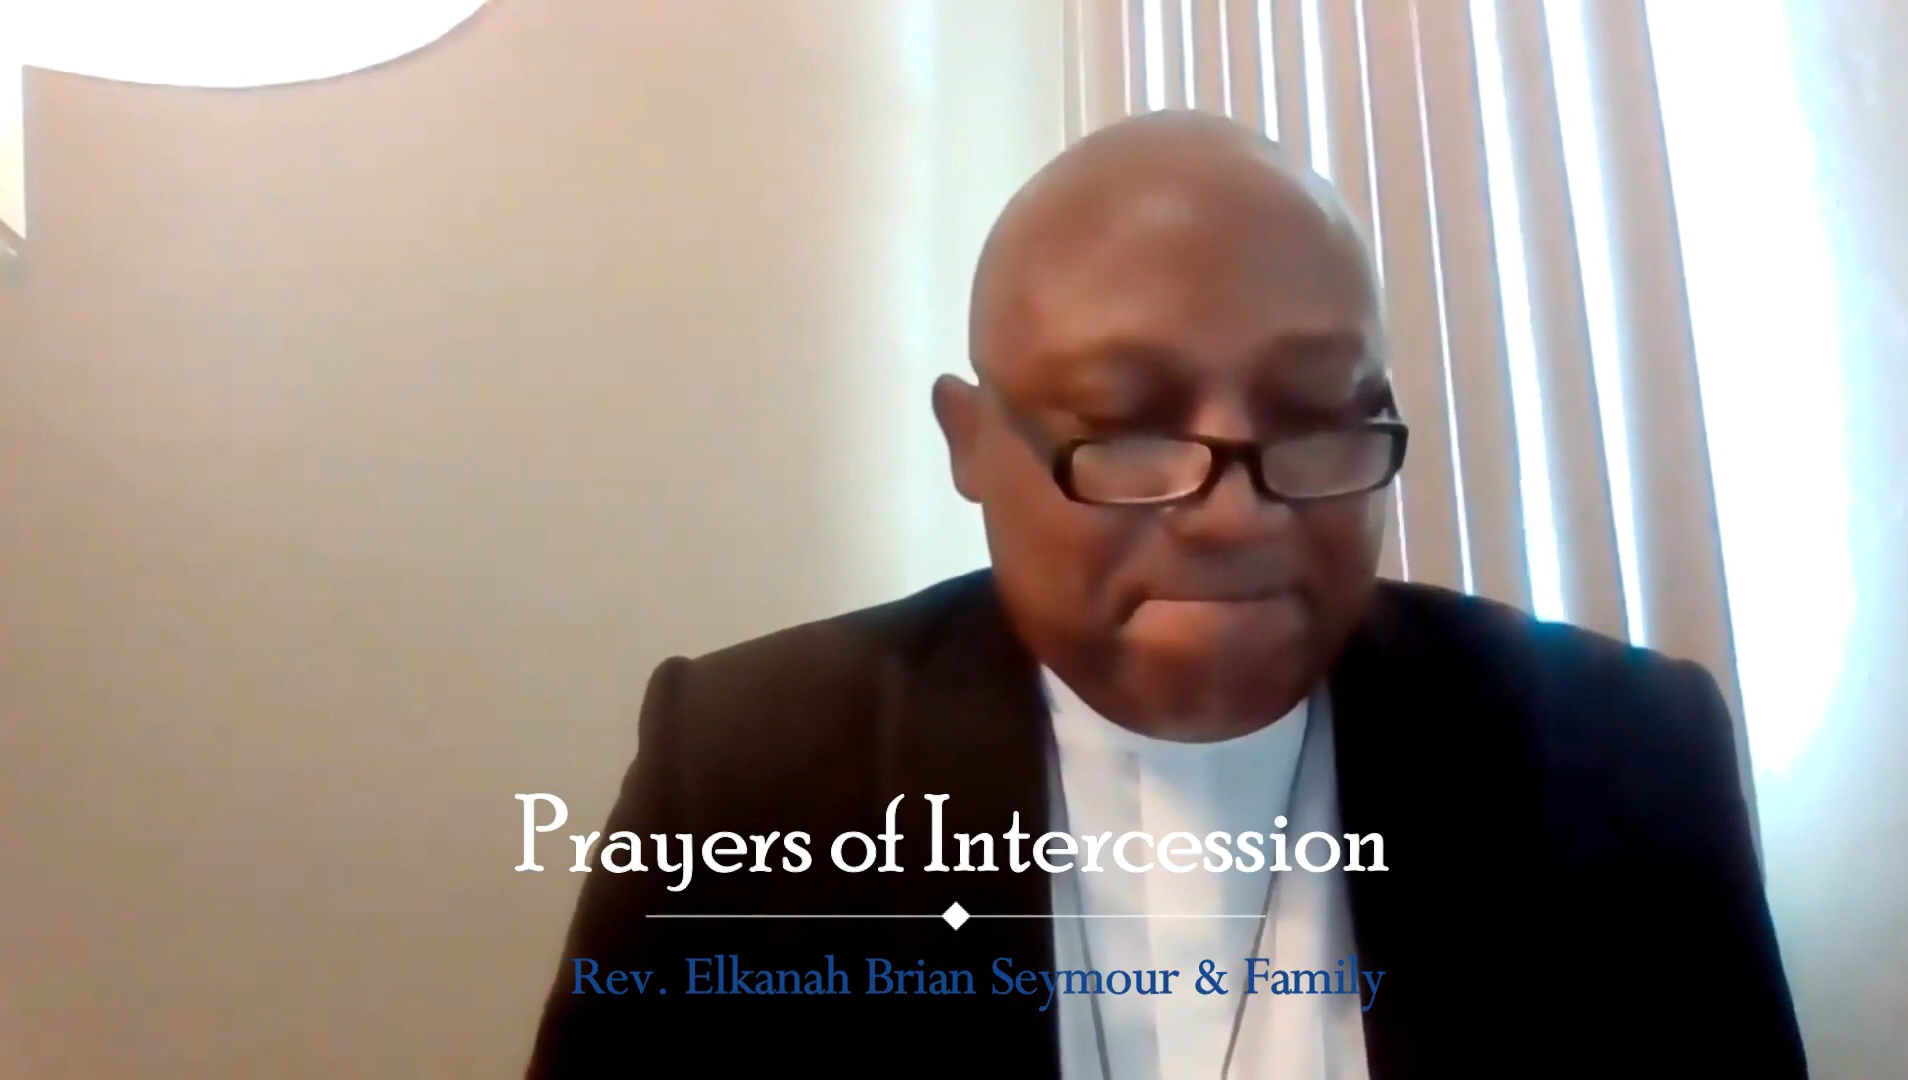 Prayers of Intercession
Rev. Elkanah Brian Seymour & Family